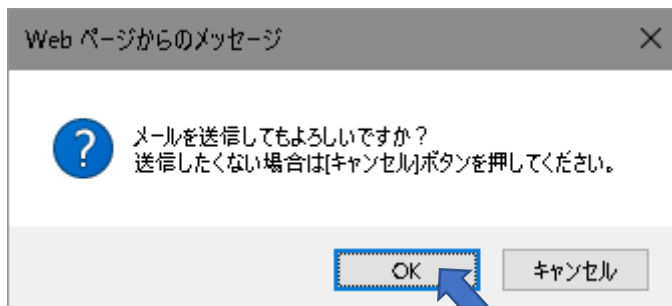 Web ページからのメッセージ
メールを送信してもよろしいですか？
送信したくない場合は[キャンセル]ボタンを押してください。
OK
キャンセル